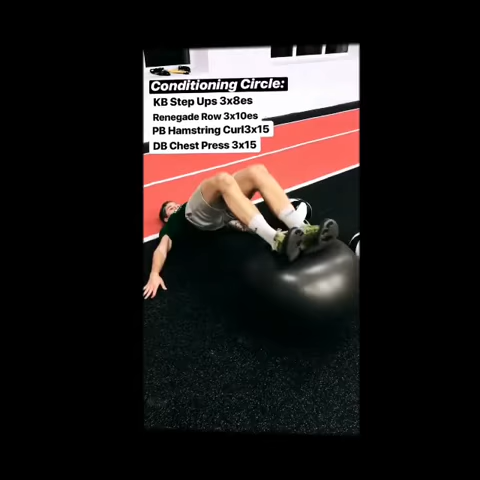 Conditioning Circle:
KB Step Ups 3x8es
Renegade Row 3x10es
PB Hamstring Curl3x15
DB Chest Press 3x15